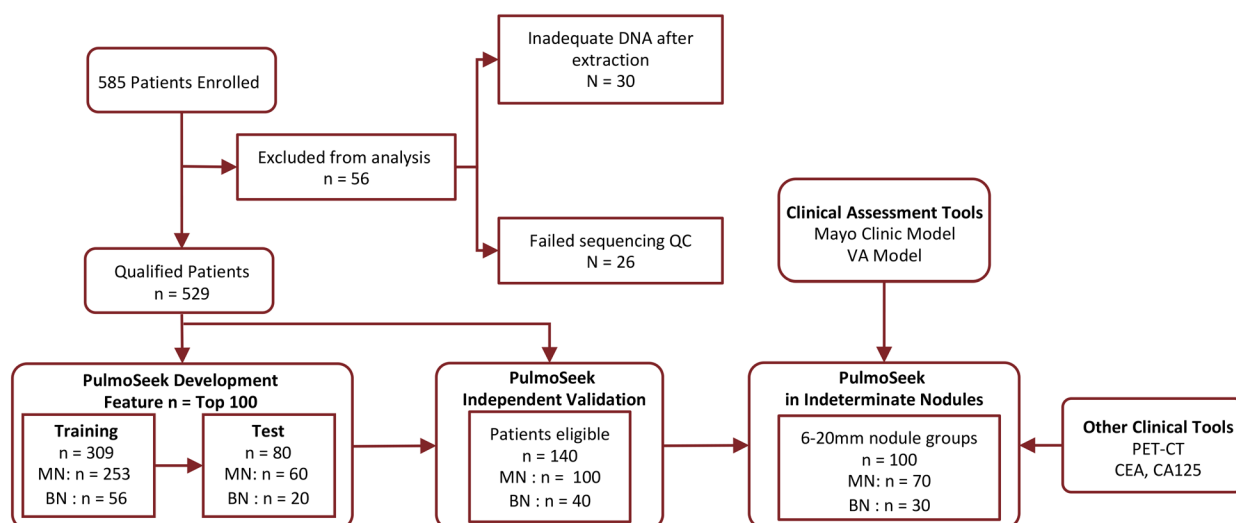 585 Patients Enrolled
Inadequate DNA after
extraction
N = 30
Excluded from analysis
n = 56
Failed sequencing QC
N = 26
Qualified Patients
n = 529
Clinical Assessment Tools
Mayo Clinic Model
VA Model
PulmoSeek Development
Feature n = Top 100
Training
n = 309
MN: n = 253
BN : n = 56
Test
n = 80
MN: n = 60
BN : n = 20
PulmoSeek
Independent Validation
Patients eligible
n = 140
MN : n = 100
BN : n = 40
PulmoSeek
in Indeterminate Nodules
6-20mm nodule groups
n = 100
MN: n = 70
BN : n = 30
Other Clinical Tools
PET-CT
CEA, CA125